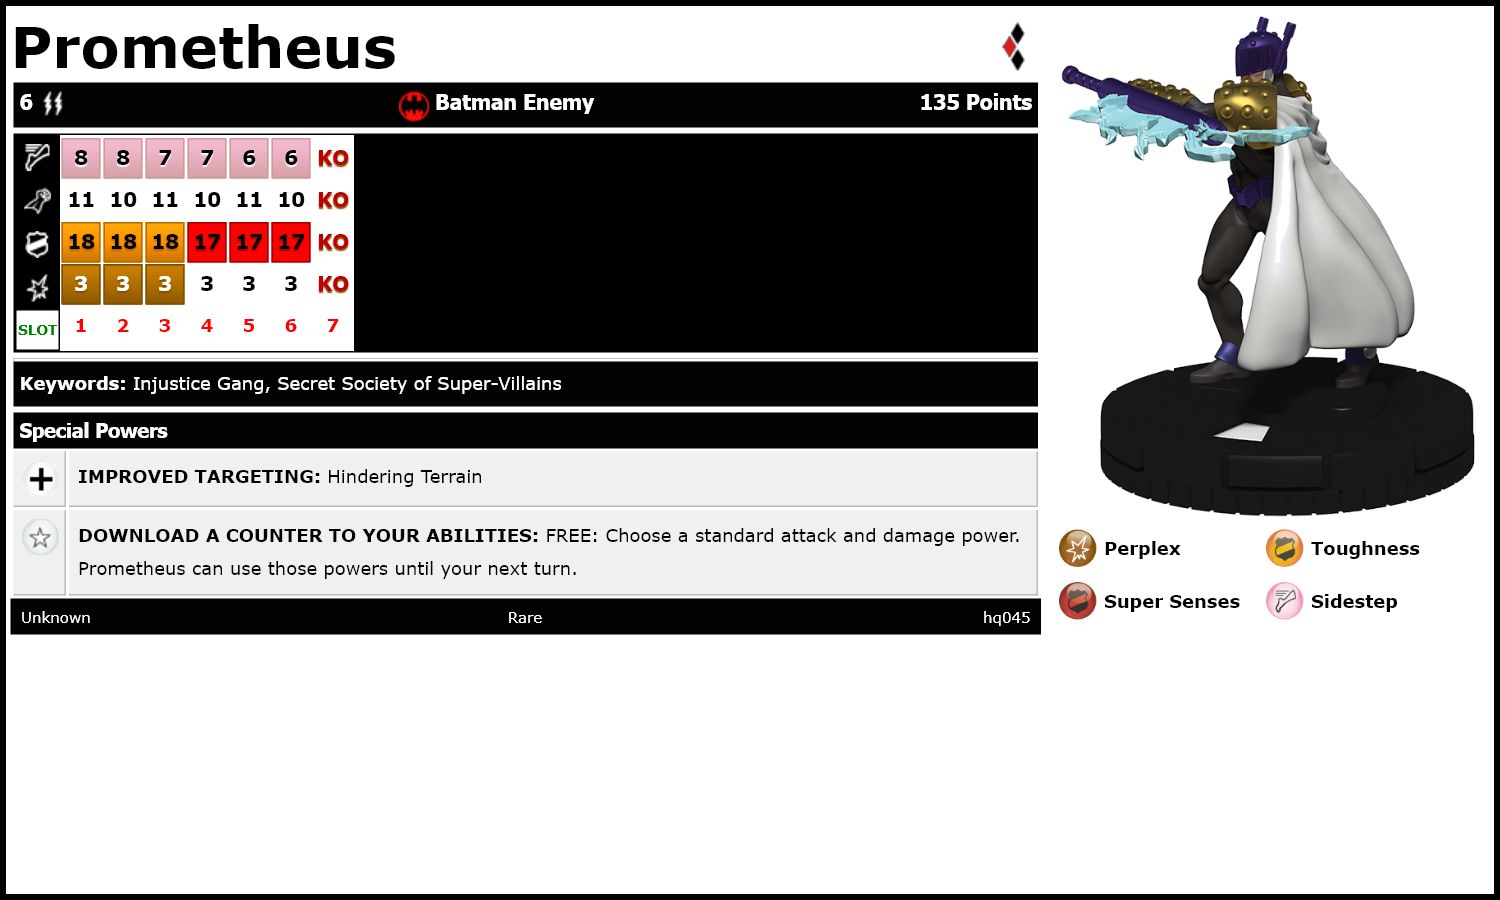 Prometheus
6 Batman Enemy 135 Points
8 8 7 7 6 6 KO
11 10 11 10 11 10 KO
18 18 18 17 17 17 KO
3 3 3 3 3 3 KO
SLOT 1 2 3 4 5 6 7
Keywords: Injustice Gang, Secret Society of Super-Villains
Special Powers
IMPROVED TARGETING: Hindering Terrain
DOWNLOAD A COUNTER TO YOUR ABILITIES: FREE: Choose a standard attack and damage power.
Prometheus can use those powers until your next turn.
Unknown Rare hq045
Perplex Toughness
Super Senses Sidestep